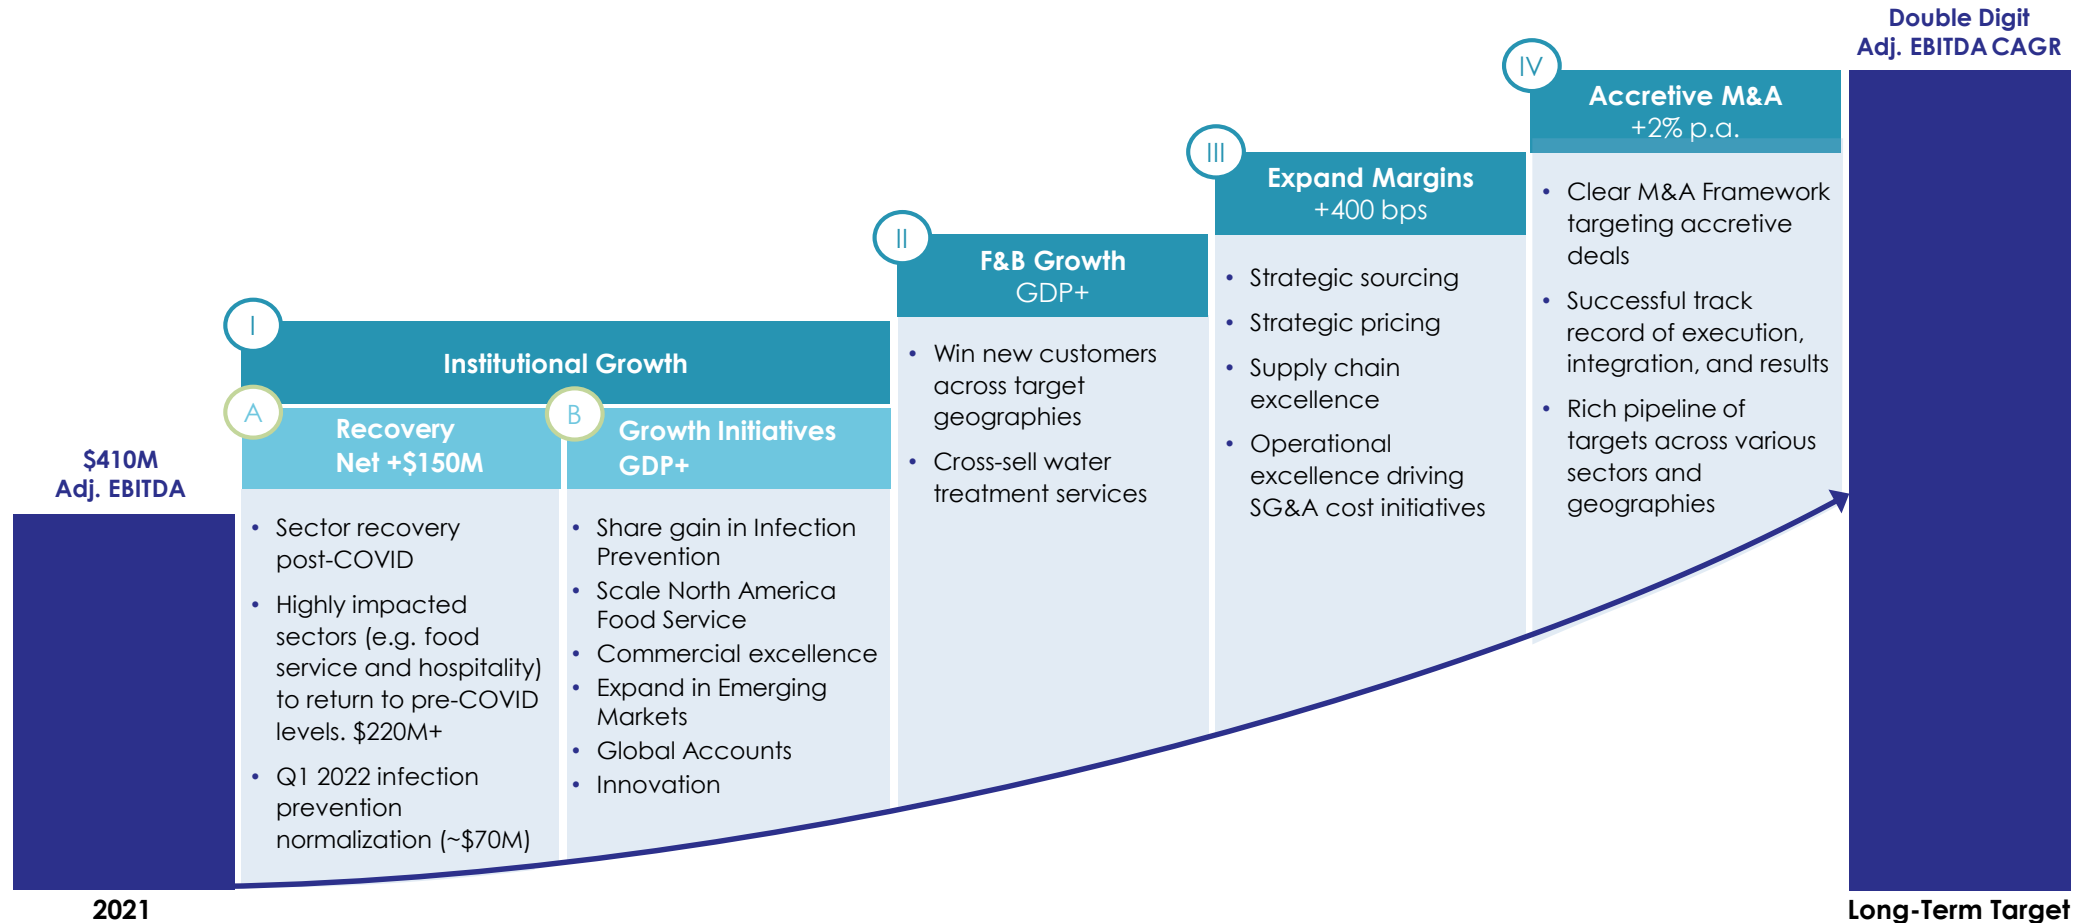 $410M
Adj. EBITDA
2021
I
Institutional Growth
A
Recovery
Net +$150M
• Sector recovery
post-COVID
• Highly impacted
sectors (e.g. food
service and hospitality)
to return to pre-COVID
levels. $220M+
• Q1 2022 infection
prevention
normalization (~$70M)
B
Growth Initiatives
GDP+
• Share gain in Infection
Prevention
• Scale North America
Food Service
• Commercial excellence
• Expand in Emerging
Markets
• Global Accounts
• Innovation
II
F&B Growth
GDP+
• Win new customers
across target
geographies
• Cross-sell water
treatment services
III
Expand Margins
+400 bps
• Strategic sourcing
• Strategic pricing
• Supply chain
excellence
• Operational
excellence driving
SG&A cost initiatives
IV
Accretive M&A
+2% p.a.
• Clear M&A Framework
targeting accretive
deals
• Successful track
record of execution,
integration, and results
• Rich pipeline of
targets across various
sectors and
geographies
Double Digit
Adj. EBITDA CAGR
Long-Term Target